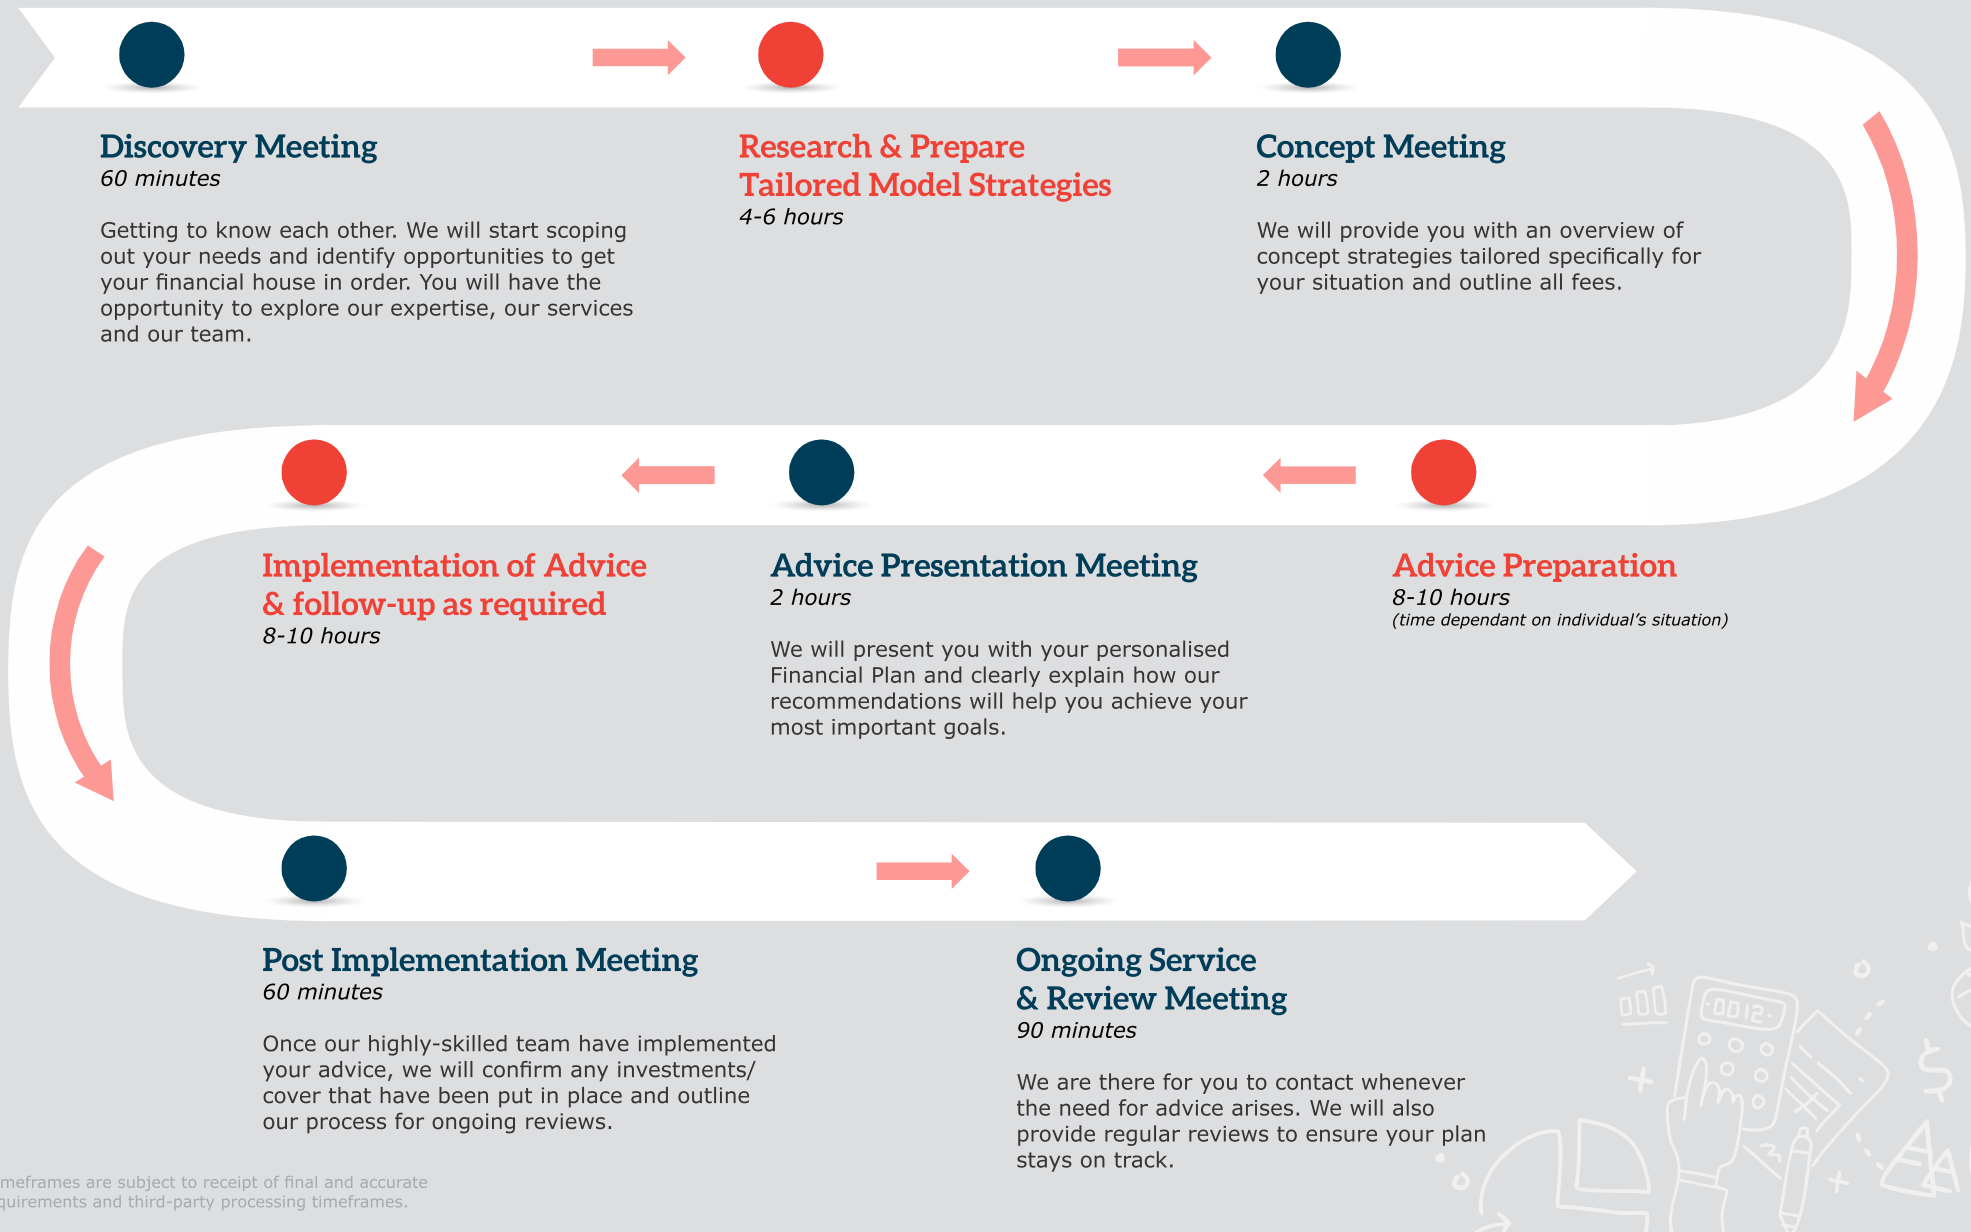 Discovery Meeting
60 minutes
Getting to know each other. We will start scoping
out your needs and identify opportunities to get
your financial house in order. You will have the
opportunity to explore our expertise, our services
and our team.
Research & Prepare
Tailored Model Strategies
4-6 hours
Concept Meeting
2 hours
We will provide you with an overview of
concept strategies tailored specifically for
your situation and outline all fees.
Advice Preparation
8-10 hours
(time dependant on individual’s situation)
Advice Presentation Meeting
2 hours
We will present you with your personalised
Financial Plan and clearly explain how our
recommendations will help you achieve your
most important goals.
Implementation of Advice
& follow-up as required
8-10 hours
Post Implementation Meeting
60 minutes
Once our highly-skilled team have implemented
your advice, we will confirm any investments/
cover that have been put in place and outline
our process for ongoing reviews.
Ongoing Service
& Review Meeting
90 minutes
We are there for you to contact whenever
the need for advice arises. We will also
provide regular reviews to ensure your plan
stays on track.
meframes are subject to receipt of final and accurate
quirements and third-party processing timeframes.